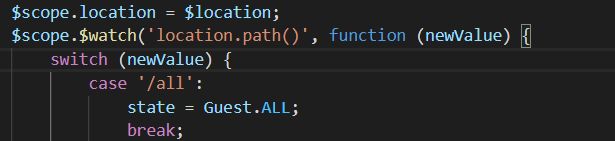 $scope.location = $location;
$scope.$watch('location.path()', function (newValue) {
switch (newValue) {
case '/all':
state = Guest.ALL;
break;